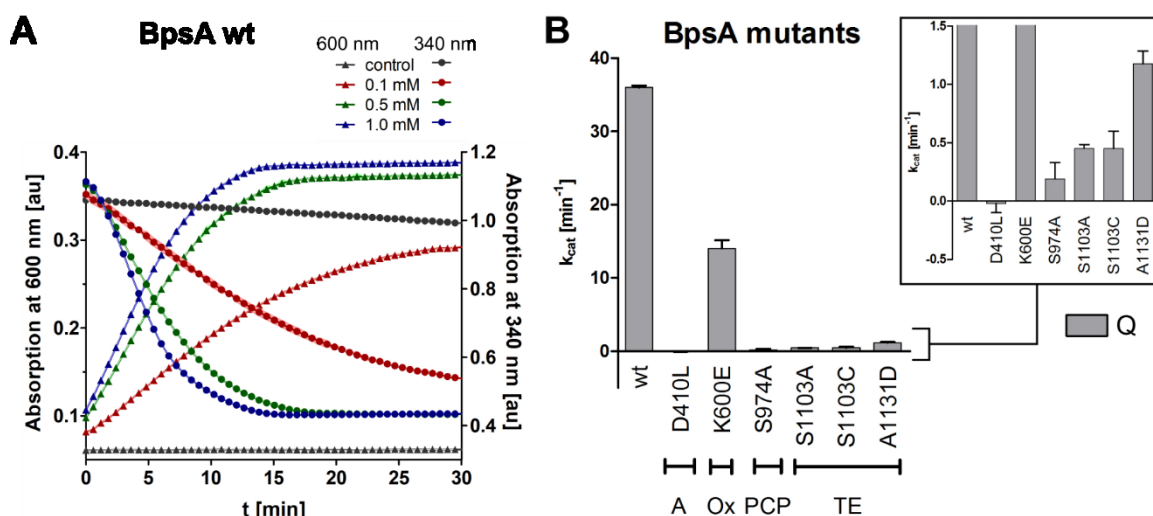 A BpsA wt
600 nm 340 nm
control
0.1 mM
0.5 mM
1.0 mM
Absorption at 600 nm [au]
0.4
0.3
0.2
0.1
Absorption at 340 nm [au]
1.2
1.0
0.8
0.6
0.4
0 5 10 15 20 25 30
t [min]
B BpsA mutants
kcat [min-1]
40
30
20
10
0
wt
D410L
K600E
S974A
S1103A
S1103C
A1131D
A Ox PCP TE
kcat [min-1]
1.5
1.0
0.5
0.0
-0.5
wt
D410L
K600E
S974A
S1103A
S1103C
A1131D
Q